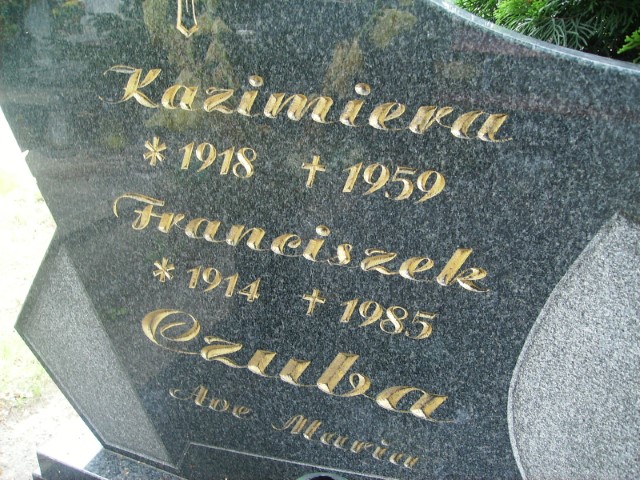 Kazimiera
* 1918 † 1959
Franciszek
* 1914 † 1985
Czuba
Ave Maria